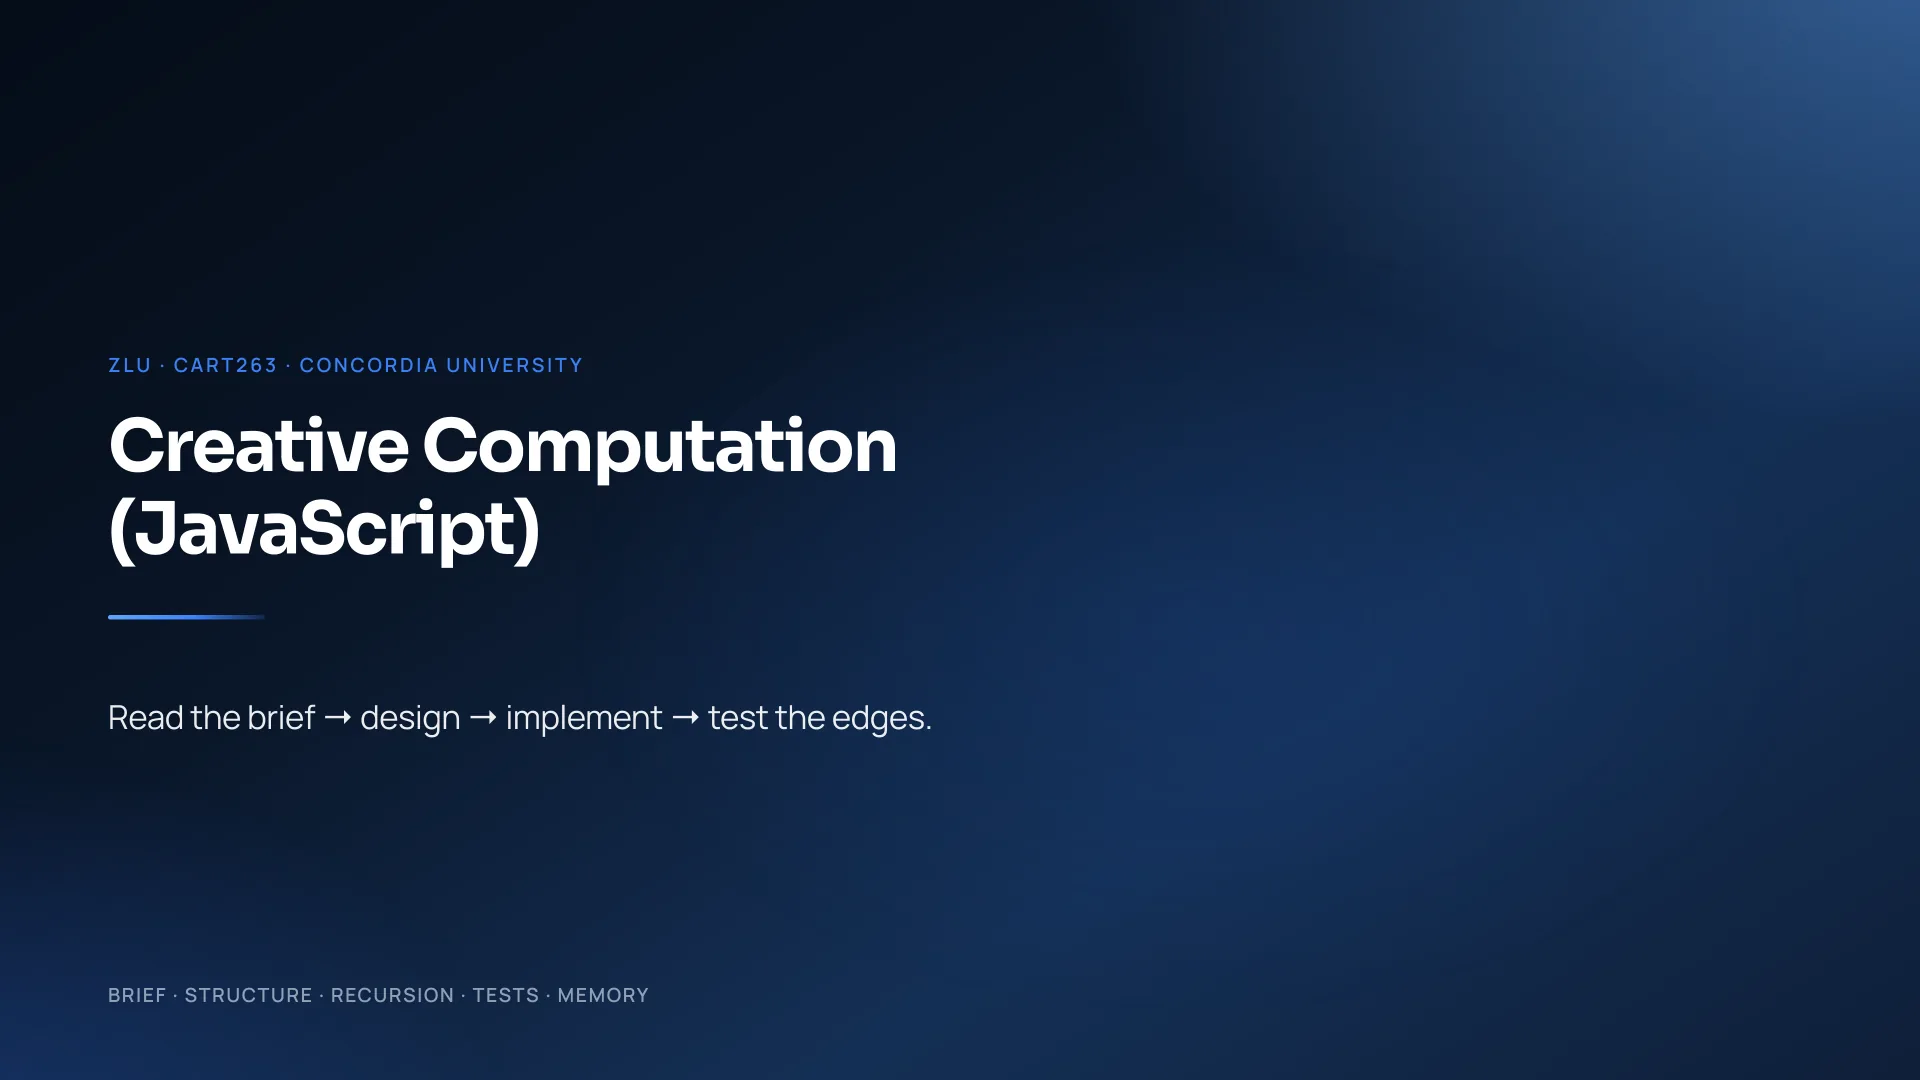 ZLU · CART263 · CONCORDIA UNIVERSITY
Creative Computation
(JavaScript)
Read the brief → design → implement → test the edges.
BRIEF · STRUCTURE · RECURSION · TESTS · MEMORY